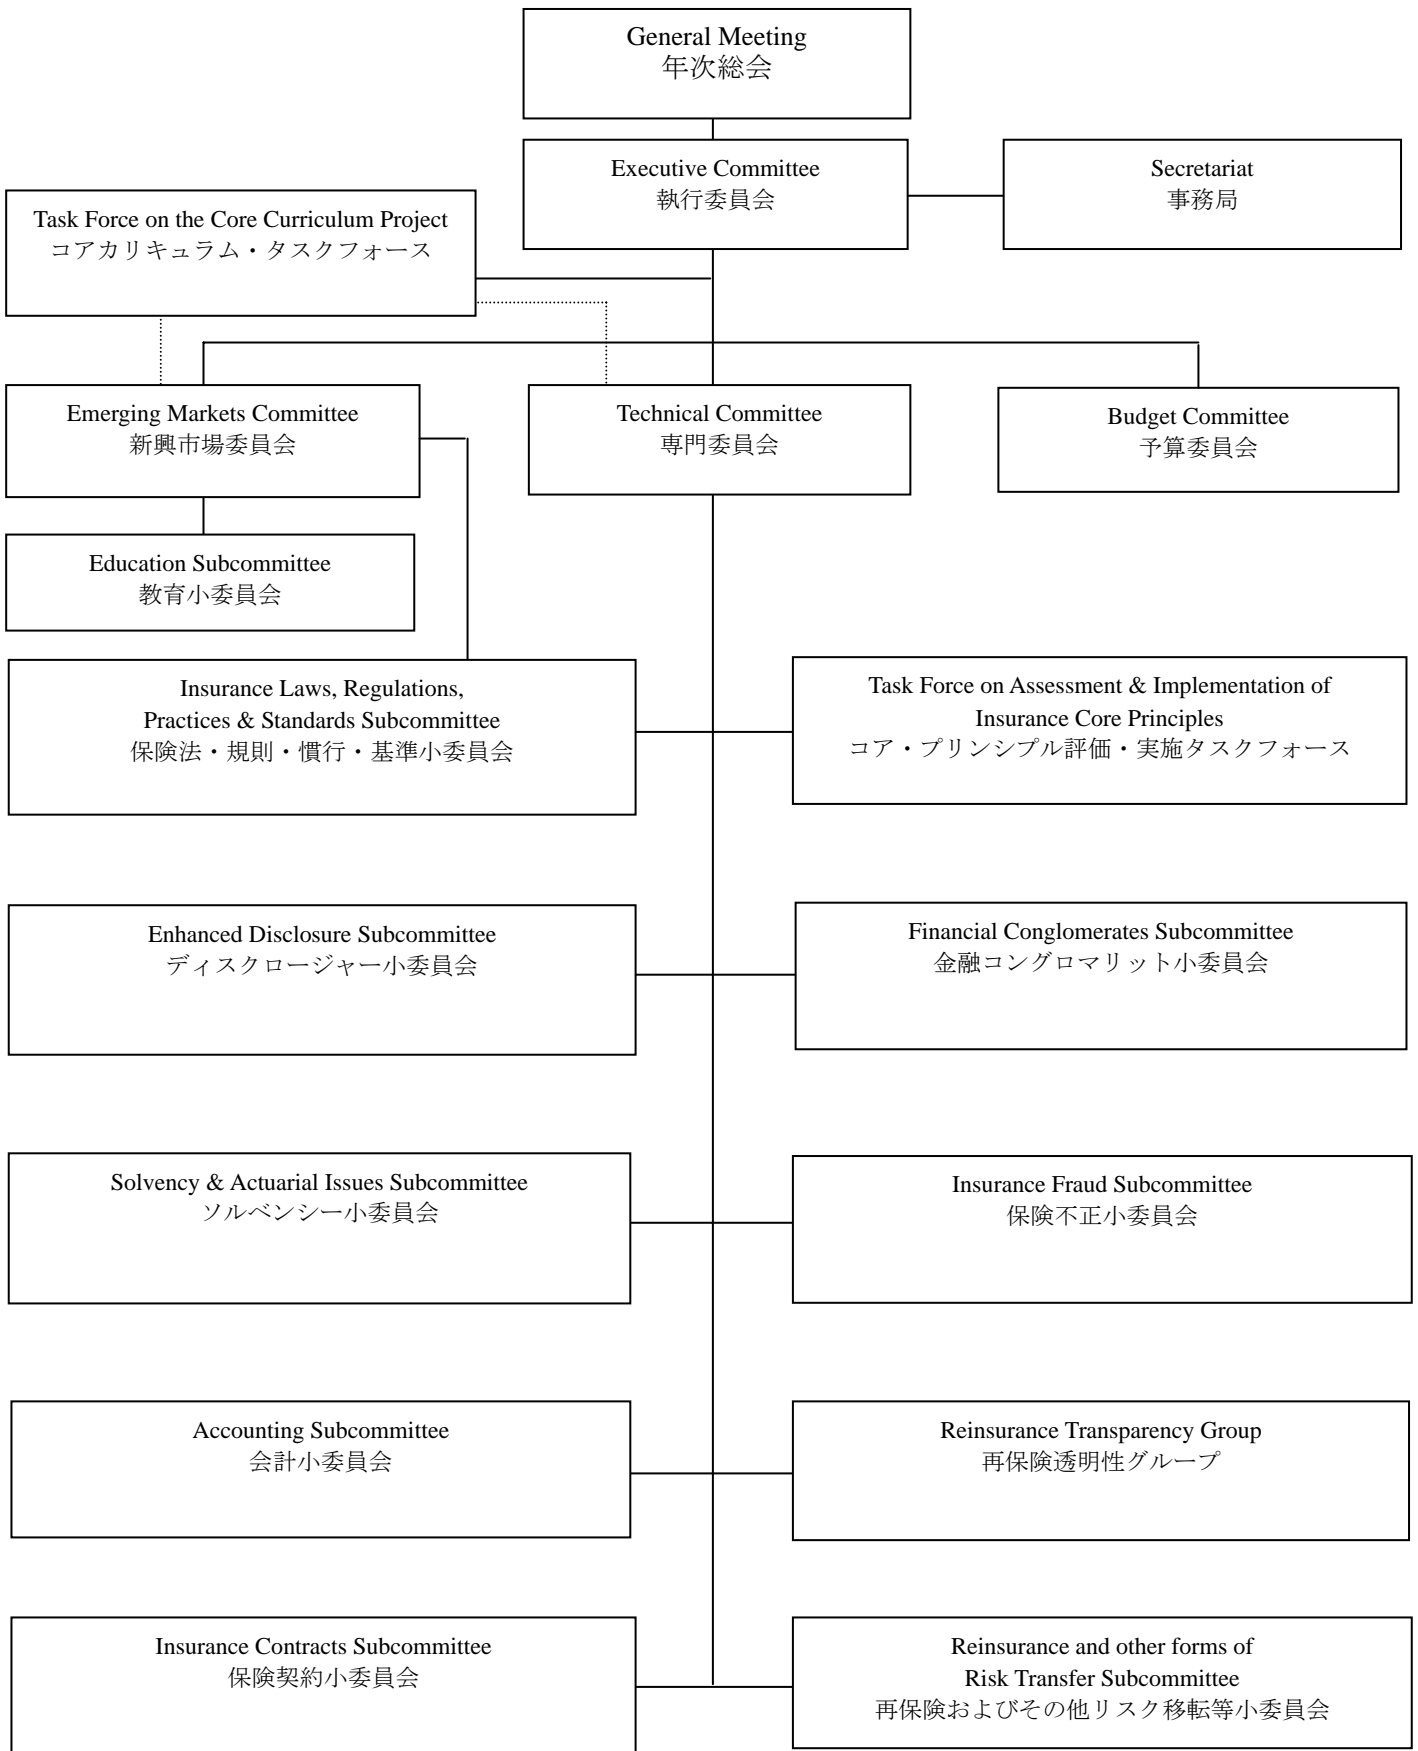 General Meeting
年次総会
Executive Committee
執行委員会
Secretariat
事務局
Task Force on the Core Curriculum Project
コアカリキュラム・タスクフォース
Emerging Markets Committee
新興市場委員会
Technical Committee
専門委員会
Budget Committee
予算委員会
Education Subcommittee
教育小委員会
Insurance Laws, Regulations,
Practices & Standards Subcommittee
保険法・規則・慣行・基準小委員会
Task Force on Assessment & Implementation of
Insurance Core Principles
コア・プリンシプル評価・実施タスクフォース
Enhanced Disclosure Subcommittee
ディスクロージャー小委員会
Financial Conglomerates Subcommittee
金融コングロマリット小委員会
Solvency & Actuarial Issues Subcommittee
ソルベンシー小委員会
Insurance Fraud Subcommittee
保険不正小委員会
Accounting Subcommittee
会計小委員会
Reinsurance Transparency Group
再保険透明性グループ
Insurance Contracts Subcommittee
保険契約小委員会
Reinsurance and other forms of
Risk Transfer Subcommittee
再保険およびその他リスク移転等小委員会